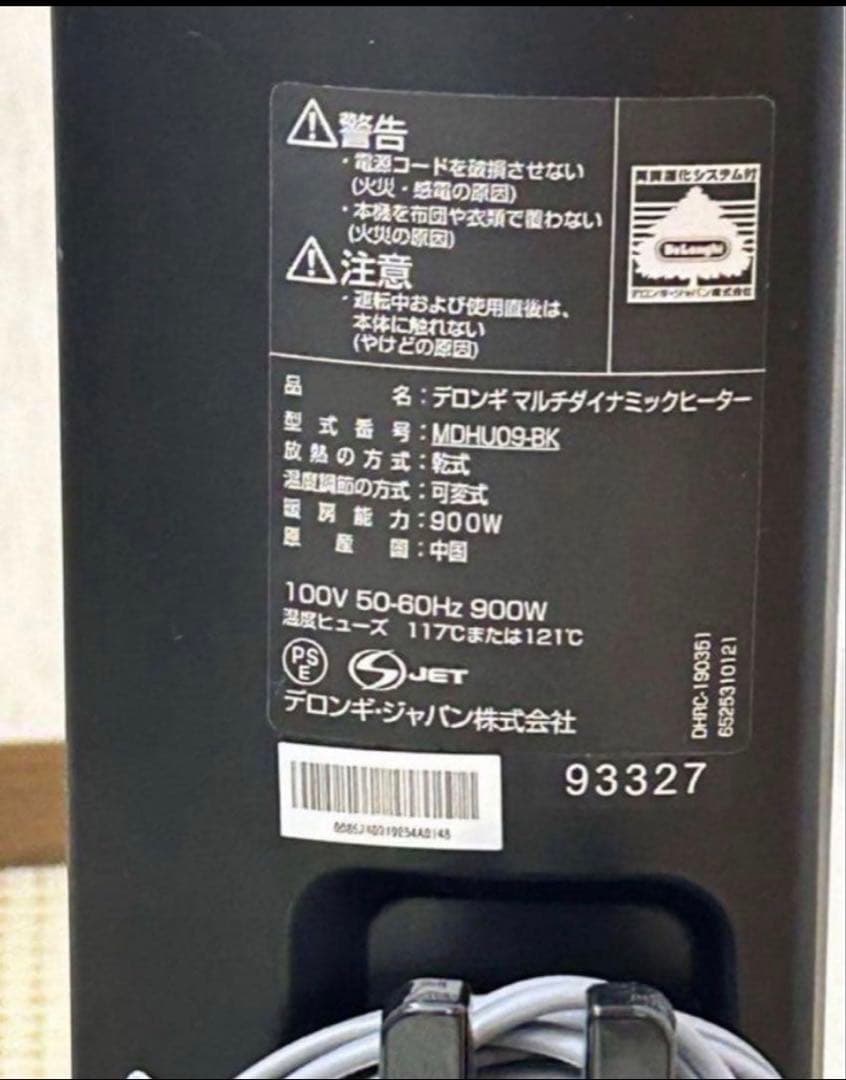 警告
・電源コードを破損させない
(火災・感電の原因)
・本機を布団や衣類で覆わない
(火災の原因)
注意
・運転中および使用直後は、
本体に触れない
(やけどの原因)
DeLonghi
デロンギ・ジャパン株式会社
品名：デロンギ マルチダイナミックヒーター
型式番号：MDHU09-BK
放熱の方式：乾式
温度調節の方式：可変式
暖房能力：900W
原産国：中国
100V 50-60Hz 900W
温度ヒューズ 117℃または121℃
PS
E
JET
デロンギ・ジャパン株式会社
DHRC-190351
6525310121
93327